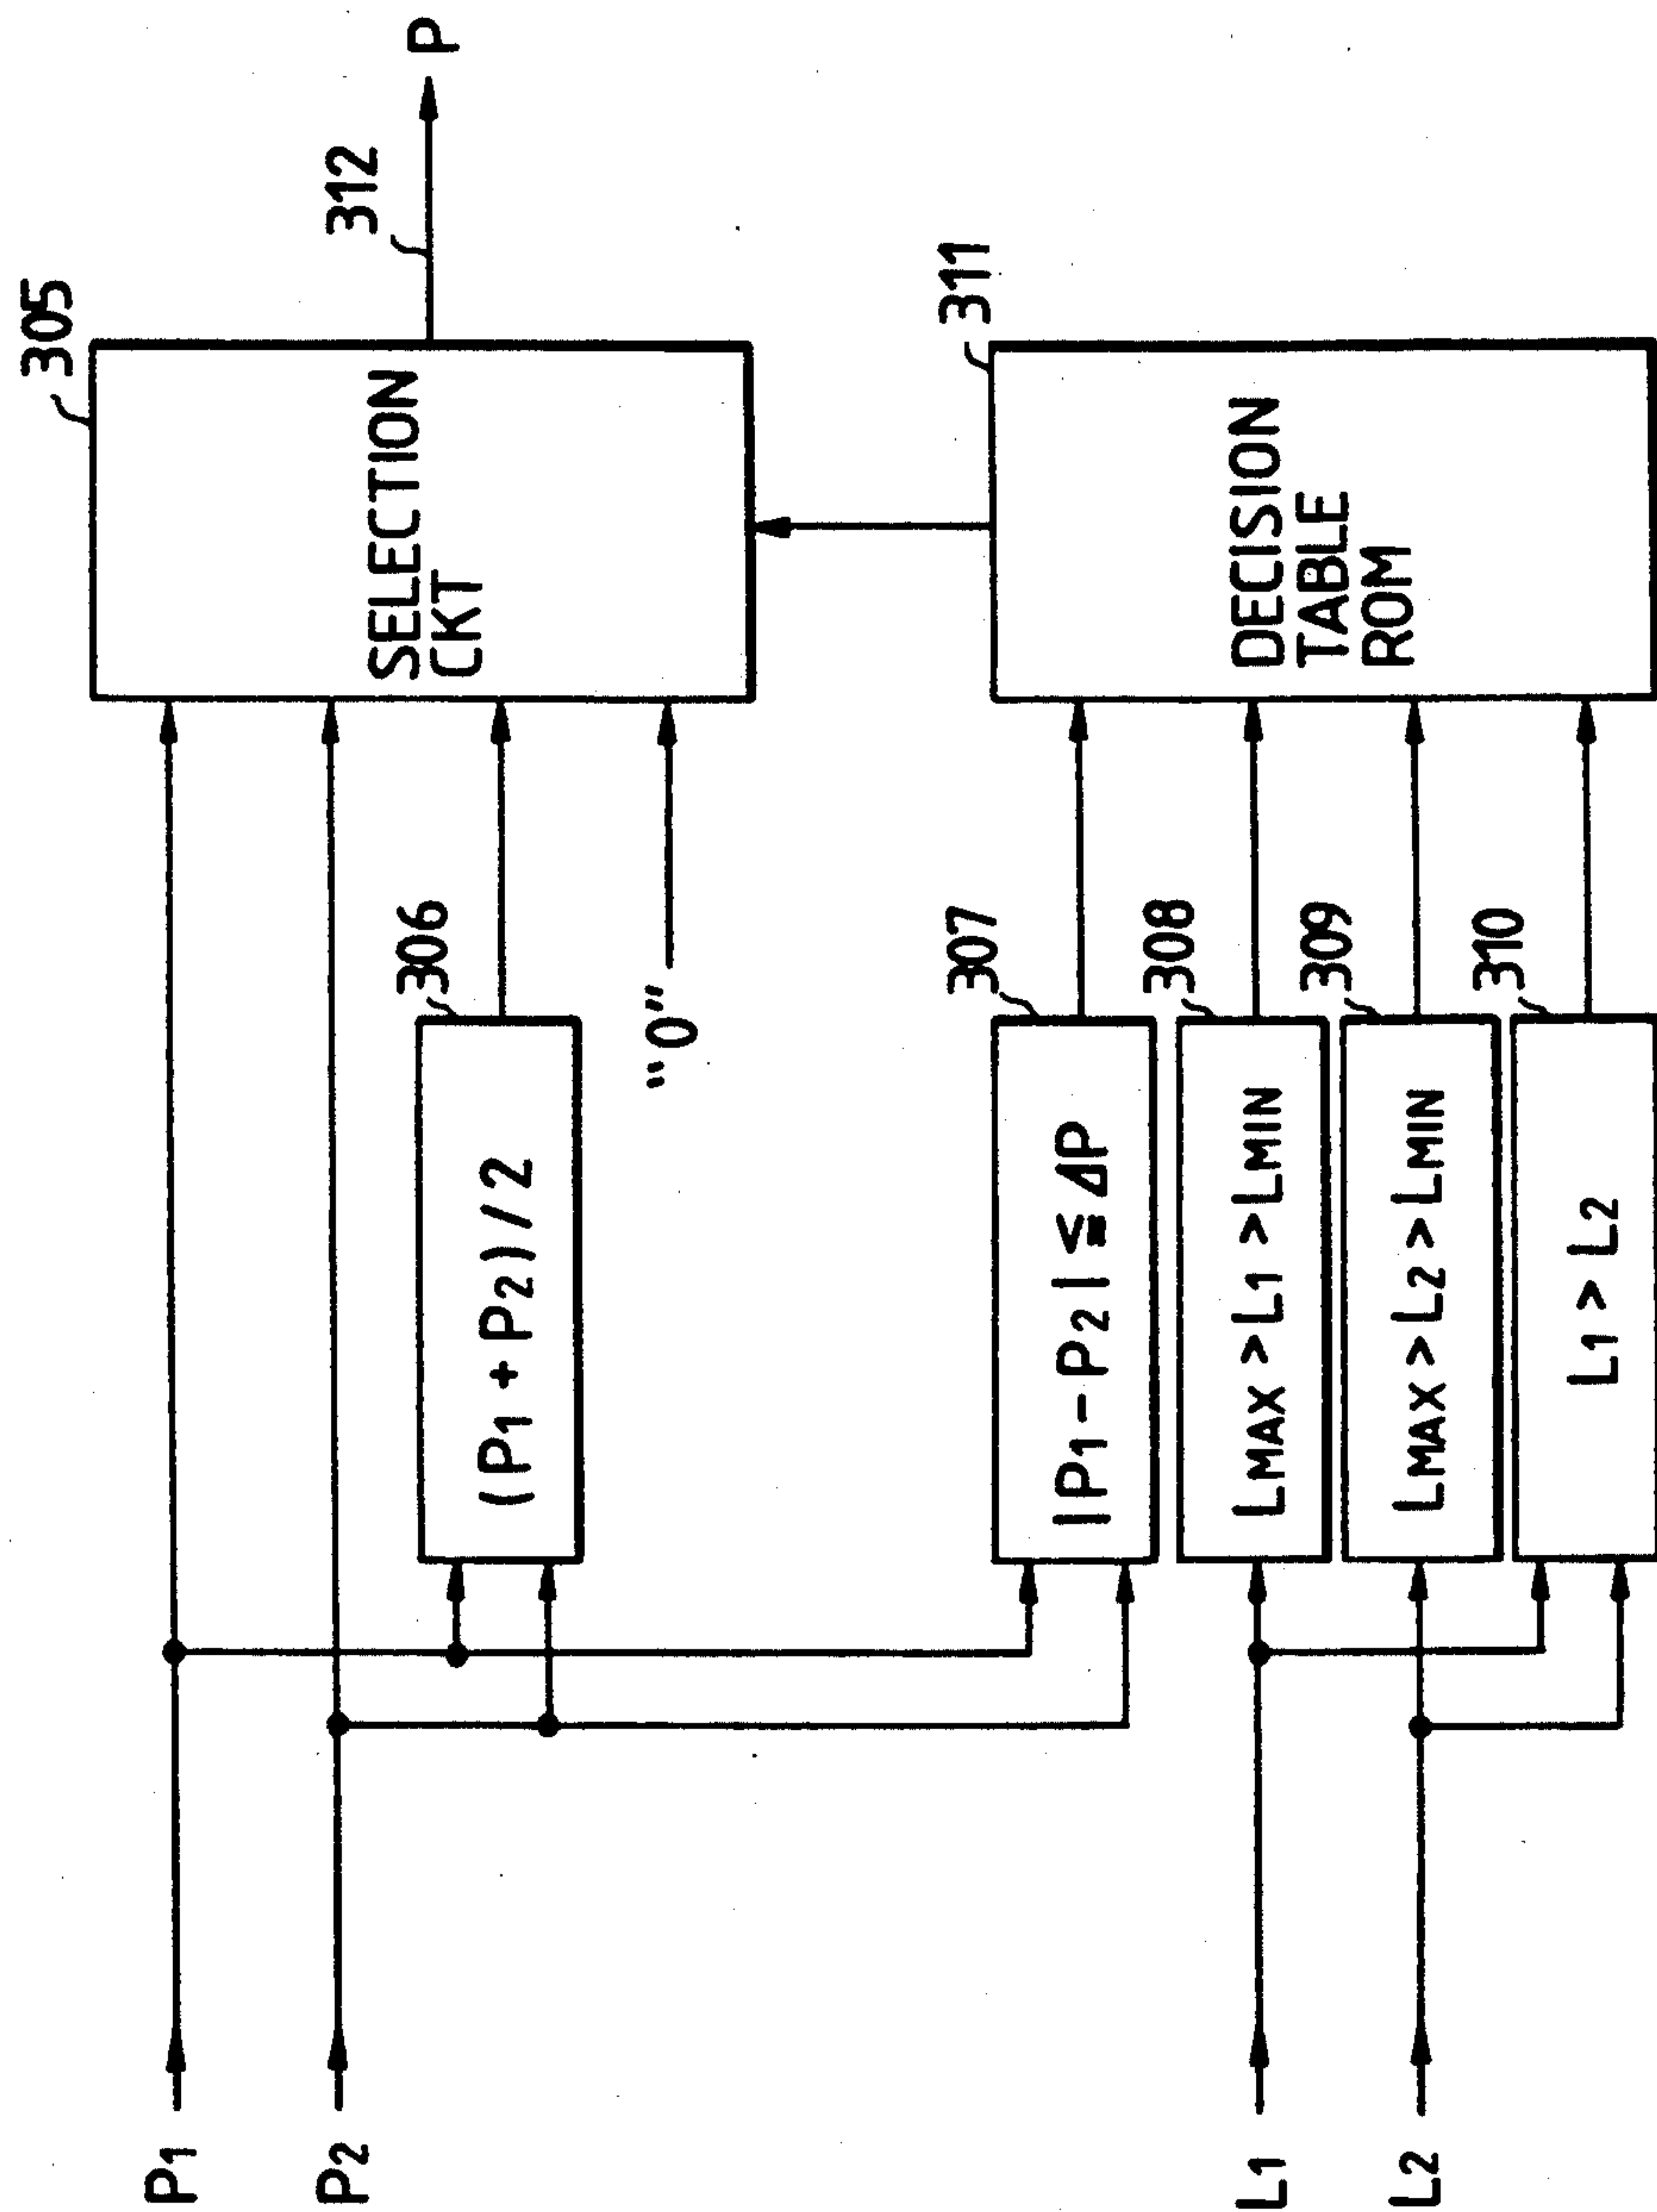 P1
P2
L1
L2
(P1 + P2) / 2
306
"0"
|P1 - P2| ≦ ΔP
307
LMAX > L1 > LMIN
308
LMAX > L2 > LMIN
309
L1 > L2
310
SELECTION
CKT
305
DECISION
TABLE
ROM
311
312
P